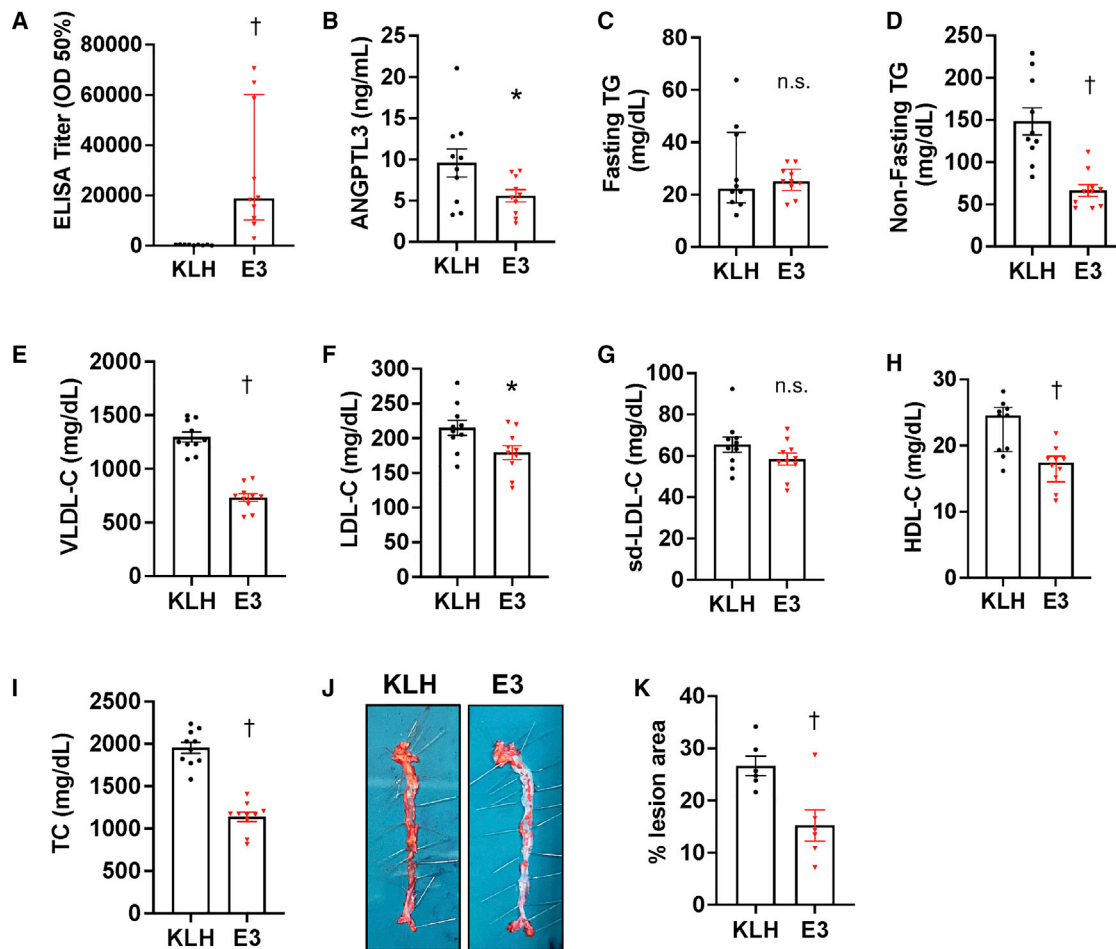 A
ELISA Titer (OD 50%)
80000
60000
40000
20000
0
†
KLH E3
B
ANGPTL3 (ng/mL)
25
20
15
10
5
0
*
KLH E3
C
Fasting TG
(mg/dL)
80
60
40
20
0
n.s.
KLH E3
D
Non-Fasting TG
(mg/dL)
250
200
150
100
50
0
†
KLH E3
E
VLDL-C (mg/dL)
2000
1500
1000
500
0
†
KLH E3
F
LDL-C (mg/dL)
300
250
200
150
100
50
0
*
KLH E3
G
sd-LDL-C (mg/dL)
100
80
60
40
20
0
n.s.
KLH E3
H
HDL-C (mg/dL)
30
20
10
0
†
KLH E3
I
TC (mg/dL)
2500
2000
1500
1000
500
0
†
KLH E3
J
KLH E3
K
% lesion area
40
30
20
10
0
†
KLH E3